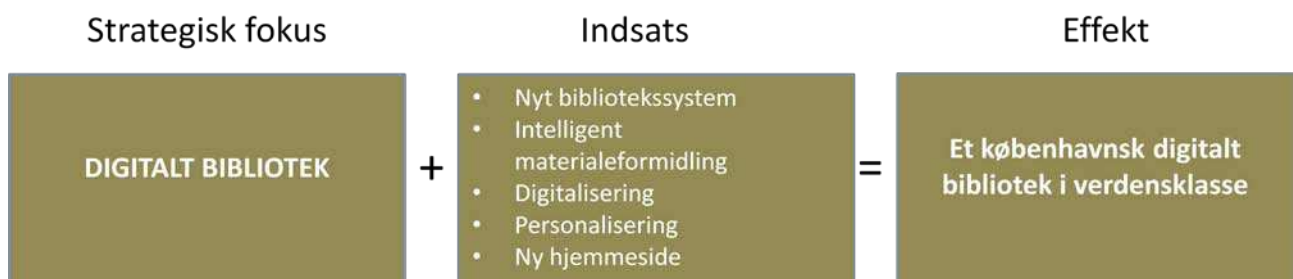 Strategisk fokus
Indsats
Effekt
DIGITALT BIBLIOTEK
+
• Nyt bibliotekssystem
• Intelligent
materialeformidling
• Digitalisering
• Personalisering
• Ny hjemmeside
=
Et københavnsk digitalt
bibliotek i verdensklasse